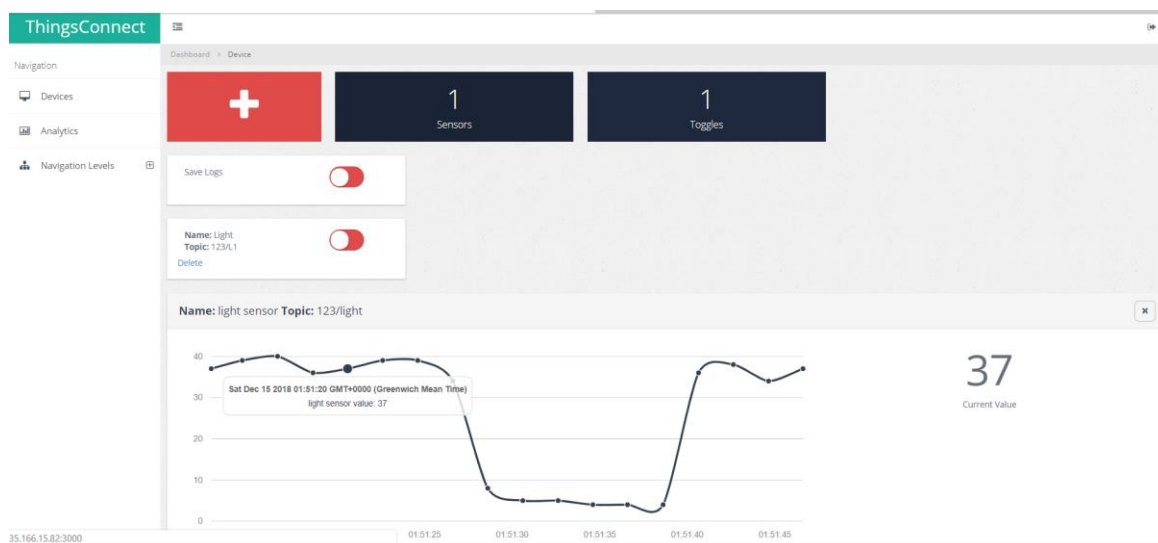 ThingsConnect
Dashboard > Device
Navigation
Devices
Analytics
Navigation Levels
1
Sensors
1
Toggles
Save Logs
Name: Light
Topic: 123/L1
Delete
Name: light sensor Topic: 123/light
40
30
20
10
0
Sat Dec 15 2018 01:51:20 GMT+0000 (Greenwich Mean Time)
light sensor value: 37
37
Current Value
01:51:25 01:51:30 01:51:35 01:51:40 01:51:45
35.166.15.82:3000